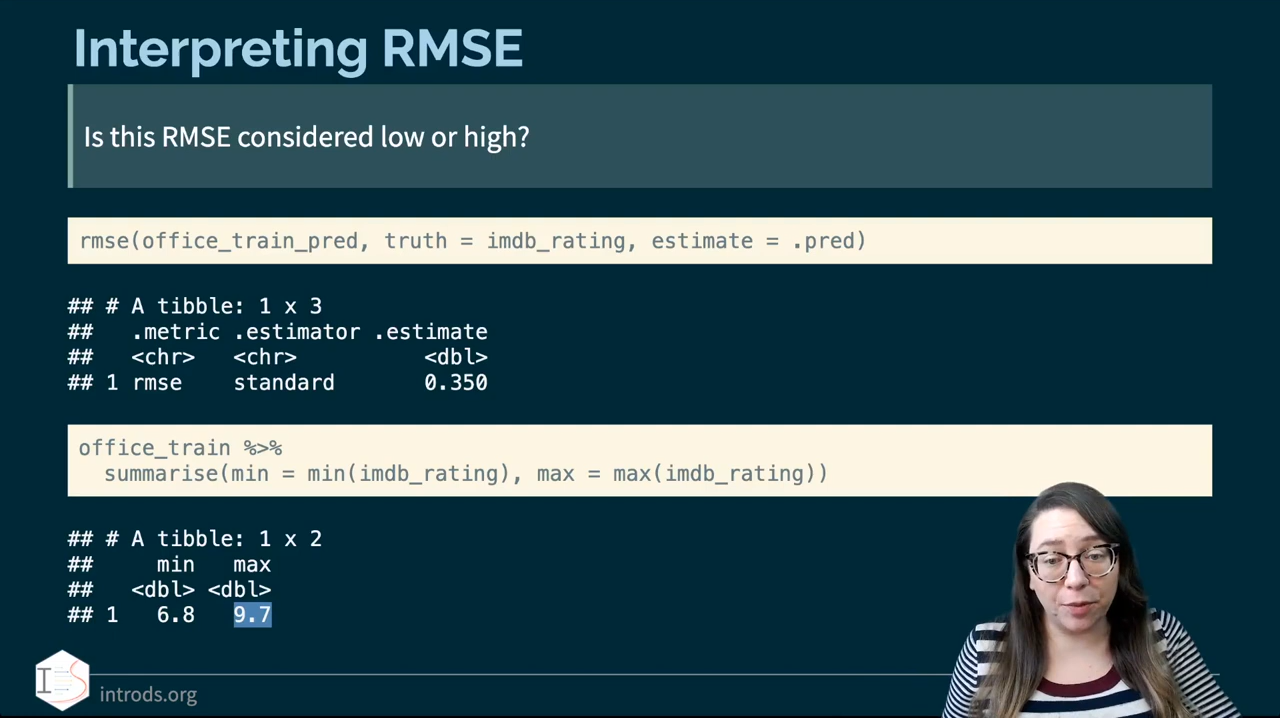 Interpreting RMSE
Is this RMSE considered low or high?
rmse(office_train_pred, truth = imdb_rating, estimate = .pred)
## # A tibble: 1 x 3
##   .metric .estimator .estimate
##   <chr>   <chr>          <dbl>
## 1 rmse    standard       0.350
office_train %>%
  summarise(min = min(imdb_rating), max = max(imdb_rating))
## # A tibble: 1 x 2
##     min   max
##   <dbl> <dbl>
## 1   6.8   9.7
IS
introds.org